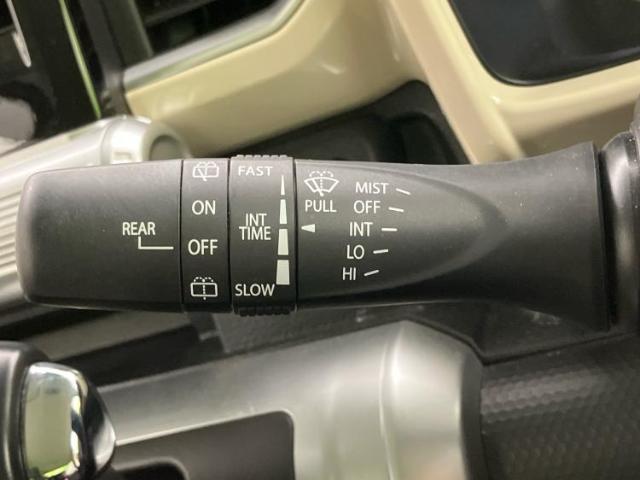 REAR
ON
OFF
FAST
INT
TIME
SLOW
PULL
MIST
OFF
INT
LO
HI